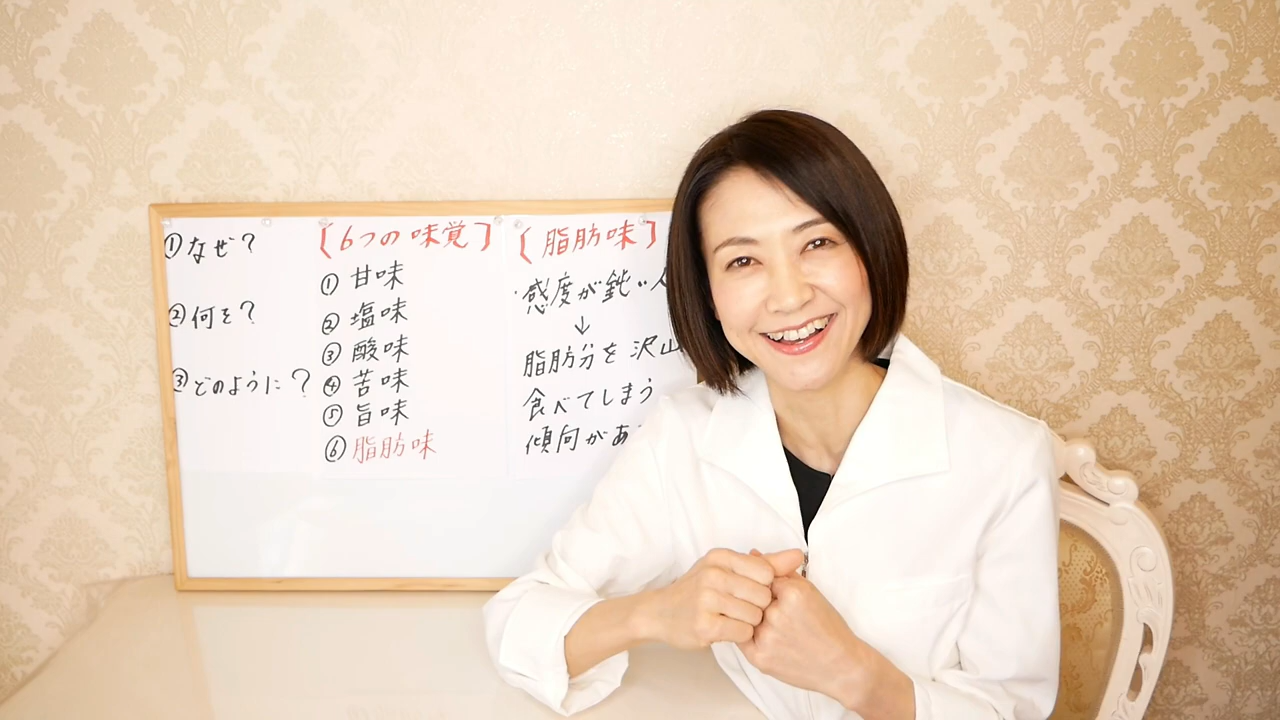 ①なぜ?
②何を?
③どのように?
【6つの味覚】
①甘味
②塩味
③酸味
④苦味
⑤旨味
⑥脂肪味
【脂肪味】
・感度が鈍い人
↓
脂肪分を沢山
食べてしまう
傾向があ